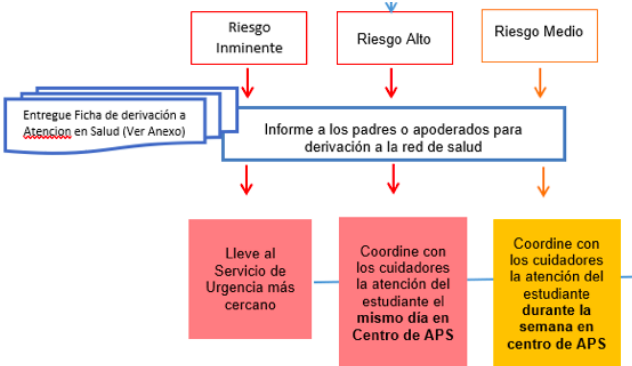 Riesgo
Inminente
Riesgo Alto
Riesgo Medio
Entregue Ficha de derivación a
Atencion en Salud (Ver Anexo)
Informe a los padres o apoderados para
derivación a la red de salud
Lleve al
Servicio de
Urgencia más
cercano
Coordine con
los cuidadores
la atención del
estudiante el
mismo día en
Centro de APS
Coordine con
los cuidadores
la atención del
estudiante
durante la
semana en
centro de APS